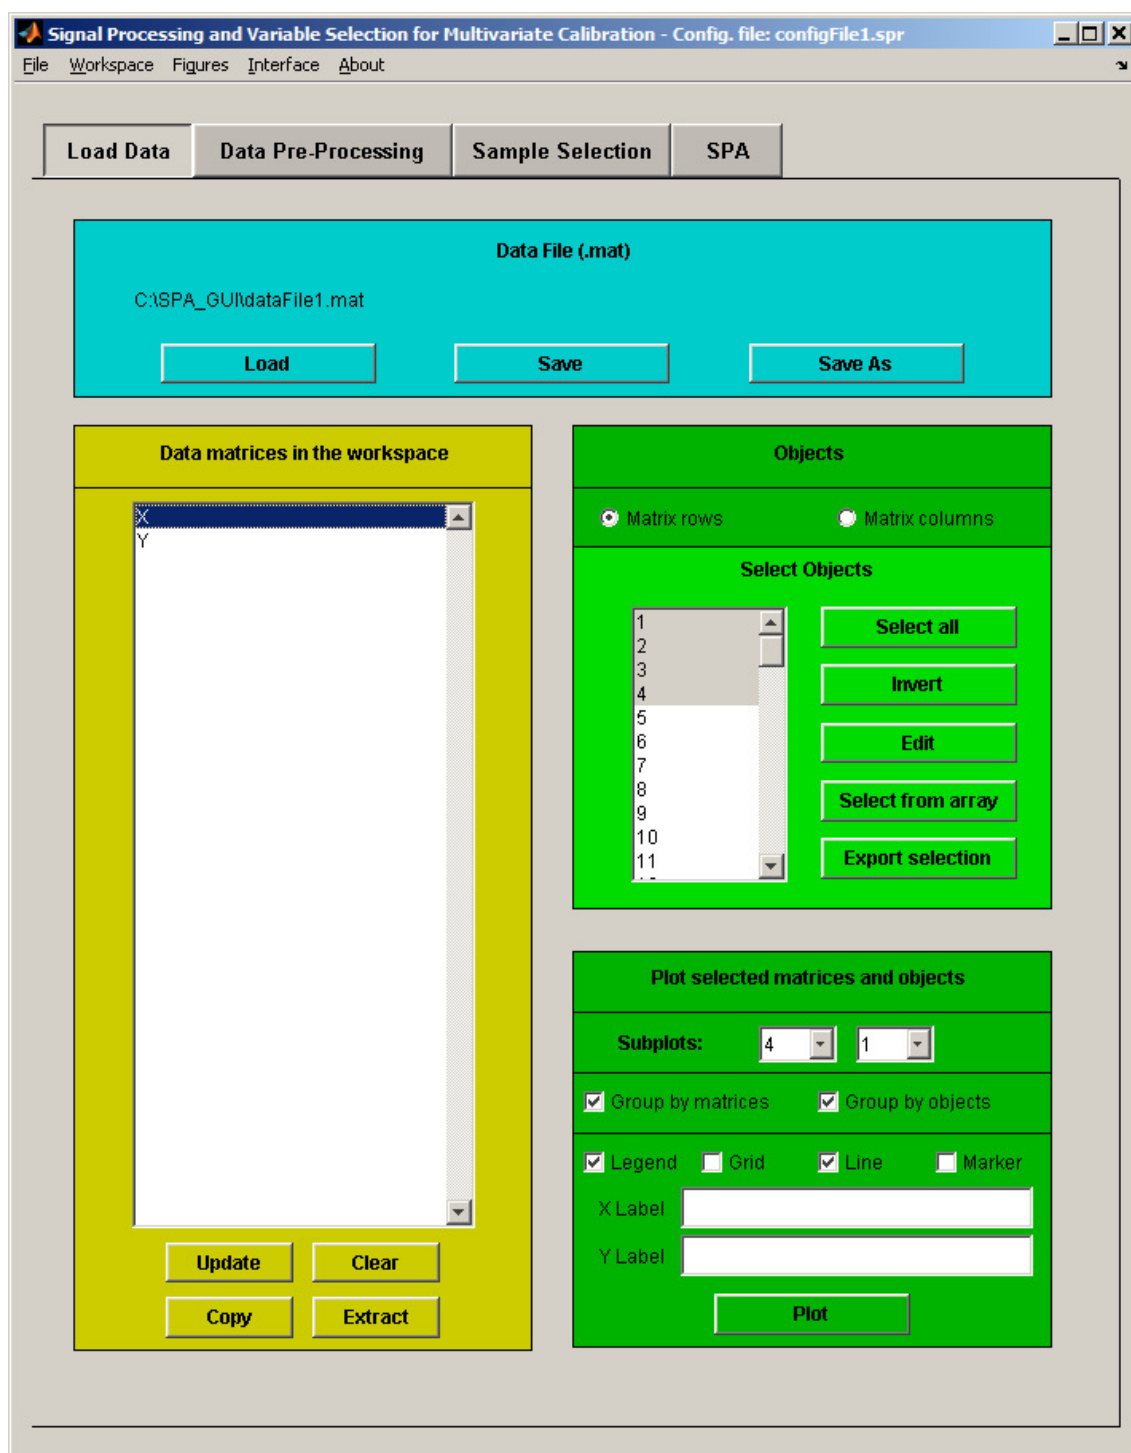 Signal Processing and Variable Selection for Multivariate Calibration - Config. file: configFile1.spr
File Workspace Figures Interface About
Load Data Data Pre-Processing Sample Selection SPA
Data File (.mat)
C:\SPA_GUI\dataFile1.mat
Load Save Save As
Data matrices in the workspace
X
Y
Update Clear
Copy Extract
Objects
Matrix rows Matrix columns
Select Objects
1
2
3
4
5
6
7
8
9
10
11
Select all
Invert
Edit
Select from array
Export selection
Plot selected matrices and objects
Subplots: 4 1
Group by matrices Group by objects
Legend Grid Line Marker
X Label
Y Label
Plot